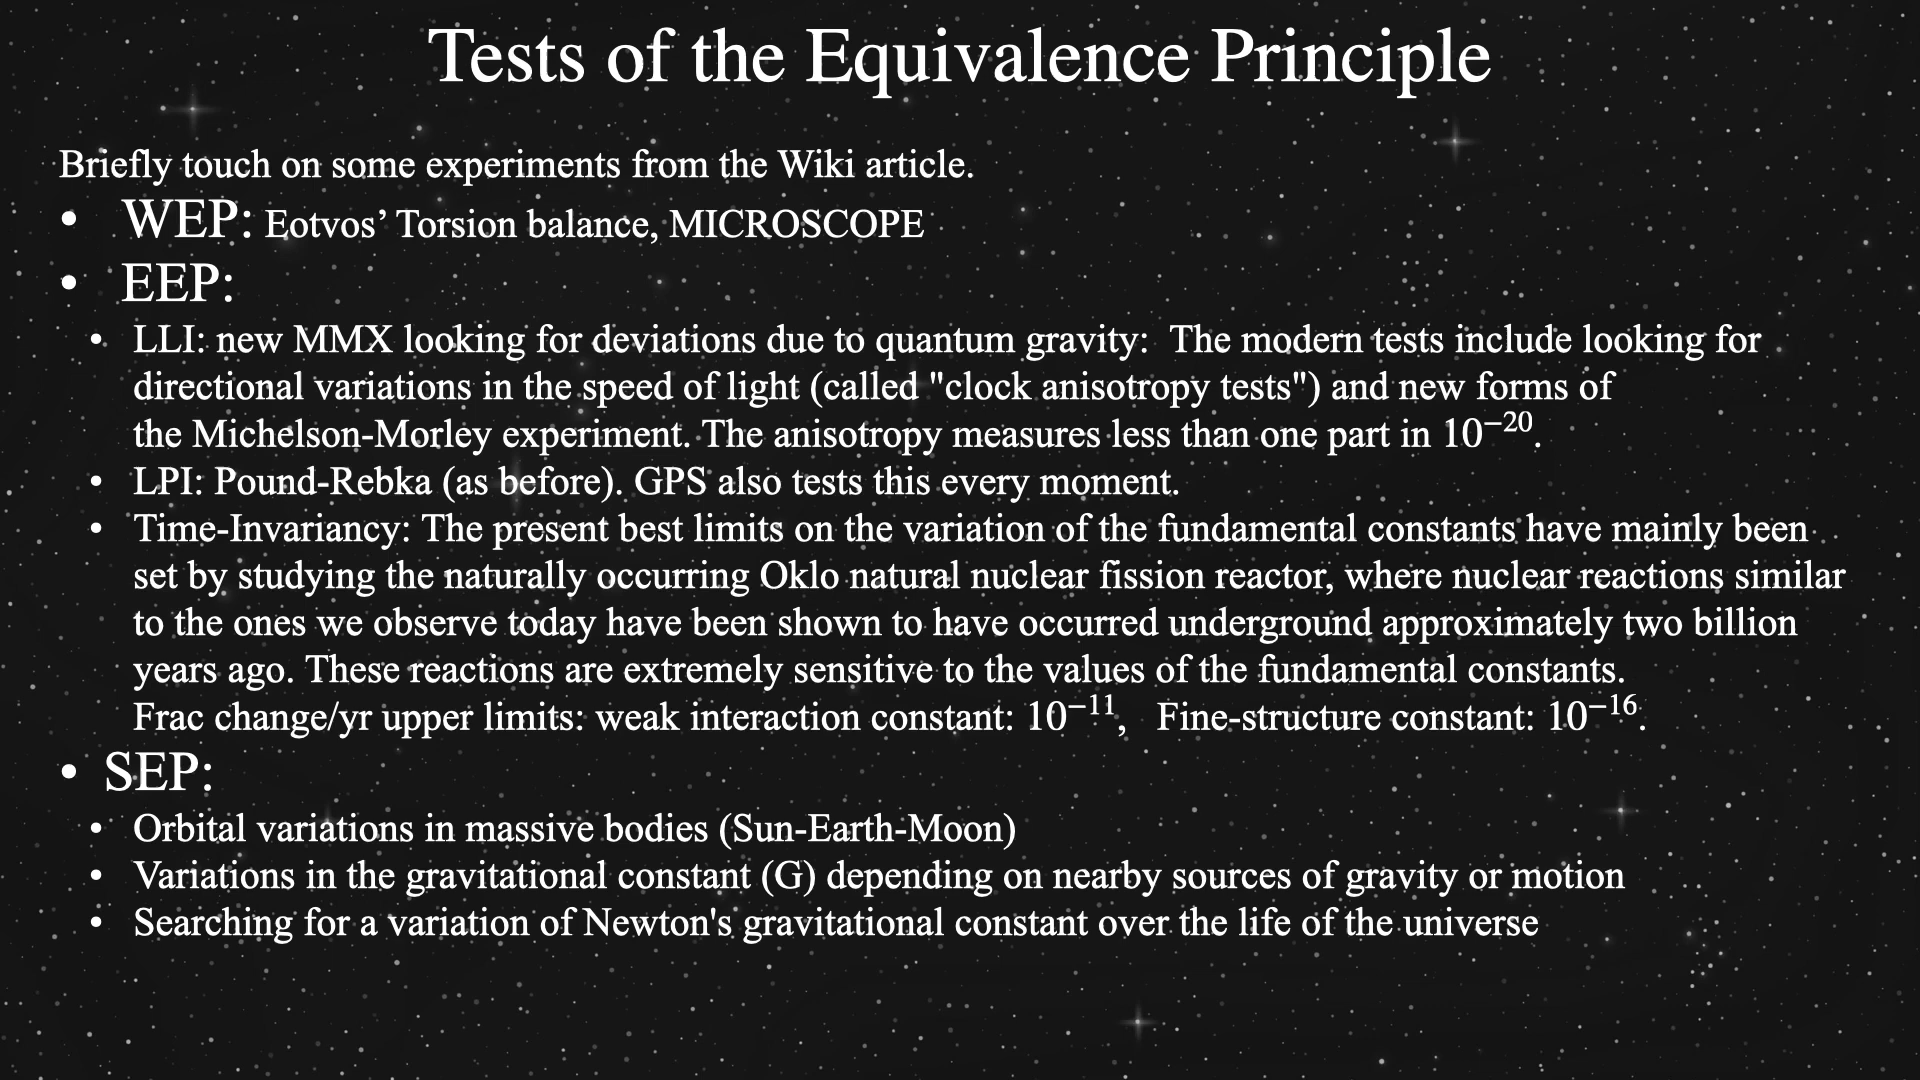 Tests of the Equivalence Principle
Briefly touch on some experiments from the Wiki article.
• WEP: Eotvos’ Torsion balance, MICROSCOPE
• EEP:
• LLI: new MMX looking for deviations due to quantum gravity:  The modern tests include looking for
directional variations in the speed of light (called "clock anisotropy tests") and new forms of
the Michelson-Morley experiment. The anisotropy measures less than one part in 10⁻²⁰.
• LPI: Pound-Rebka (as before). GPS also tests this every moment.
• Time-Invariancy: The present best limits on the variation of the fundamental constants have mainly been
set by studying the naturally occurring Oklo natural nuclear fission reactor, where nuclear reactions similar
to the ones we observe today have been shown to have occurred underground approximately two billion
years ago. These reactions are extremely sensitive to the values of the fundamental constants.
Frac change/yr upper limits: weak interaction constant: 10⁻¹¹,   Fine-structure constant: 10⁻¹⁶.
• SEP:
• Orbital variations in massive bodies (Sun-Earth-Moon)
• Variations in the gravitational constant (G) depending on nearby sources of gravity or motion
• Searching for a variation of Newton's gravitational constant over the life of the universe